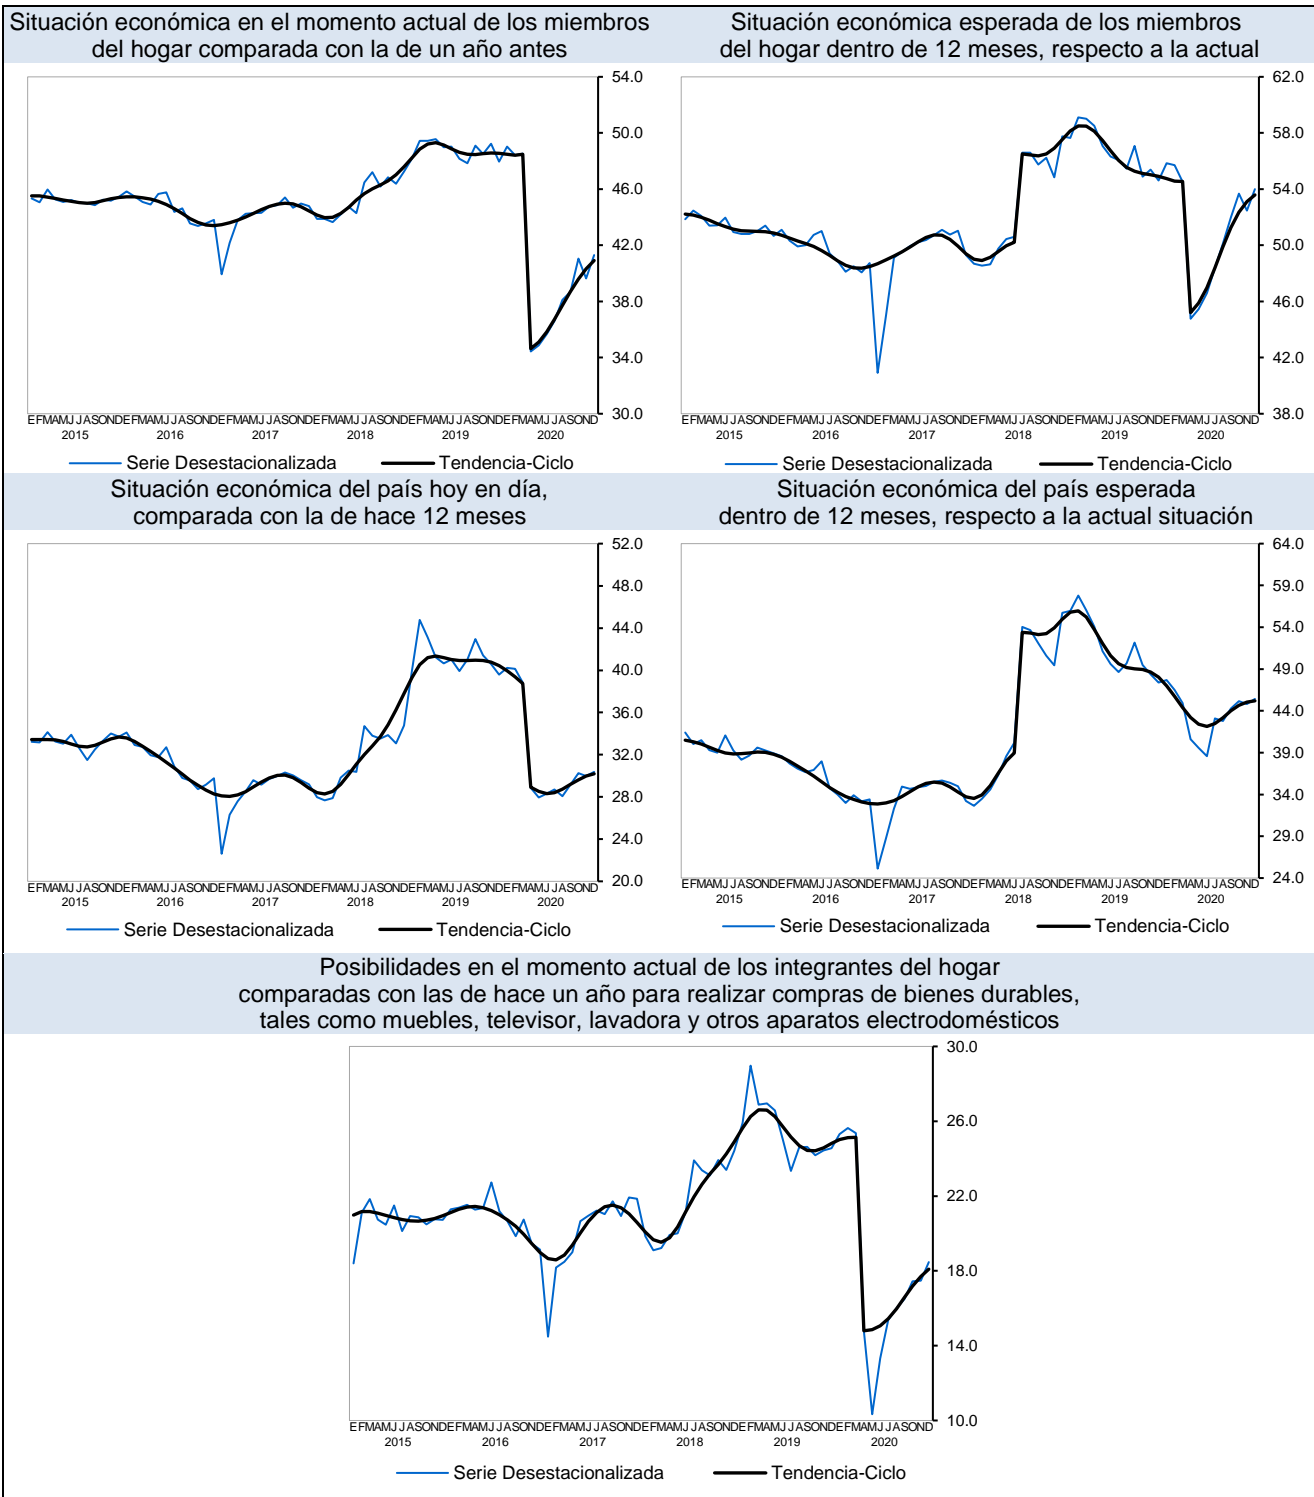 Situación económica en el momento actual de los miembros
del hogar comparada con la de un año antes
Situación económica esperada de los miembros
del hogar dentro de 12 meses, respecto a la actual
54.0
50.0
46.0
42.0
38.0
34.0
30.0
EFMAMJJASONDEFMAMJJASONDEFMAMJJASONDEFMAMJJASONDEFMAMJJASONDEFMAMJJASOND
2015 2016 2017 2018 2019 2020
Serie Desestacionalizada Tendencia-Ciclo
62.0
58.0
54.0
50.0
46.0
42.0
38.0
EFMAMJJASONDEFMAMJJASONDEFMAMJJASONDEFMAMJJASONDEFMAMJJASONDEFMAMJJASOND
2015 2016 2017 2018 2019 2020
Serie Desestacionalizada Tendencia-Ciclo
Situación económica del país hoy en día,
comparada con la de hace 12 meses
Situación económica del país esperada
dentro de 12 meses, respecto a la actual situación
52.0
48.0
44.0
40.0
36.0
32.0
28.0
24.0
20.0
EFMAMJJASONDEFMAMJJASONDEFMAMJJASONDEFMAMJJASONDEFMAMJJASONDEFMAMJJASOND
2015 2016 2017 2018 2019 2020
Serie Desestacionalizada Tendencia-Ciclo
64.0
59.0
54.0
49.0
44.0
39.0
34.0
29.0
24.0
EFMAMJJASONDEFMAMJJASONDEFMAMJJASONDEFMAMJJASONDEFMAMJJASONDEFMAMJJASOND
2015 2016 2017 2018 2019 2020
Serie Desestacionalizada Tendencia-Ciclo
Posibilidades en el momento actual de los integrantes del hogar
comparadas con las de hace un año para realizar compras de bienes durables,
tales como muebles, televisor, lavadora y otros aparatos electrodomésticos
30.0
26.0
22.0
18.0
14.0
10.0
EFMAMJJASONDEFMAMJJASONDEFMAMJJASONDEFMAMJJASONDEFMAMJJASONDEFMAMJJASOND
2015 2016 2017 2018 2019 2020
Serie Desestacionalizada Tendencia-Ciclo